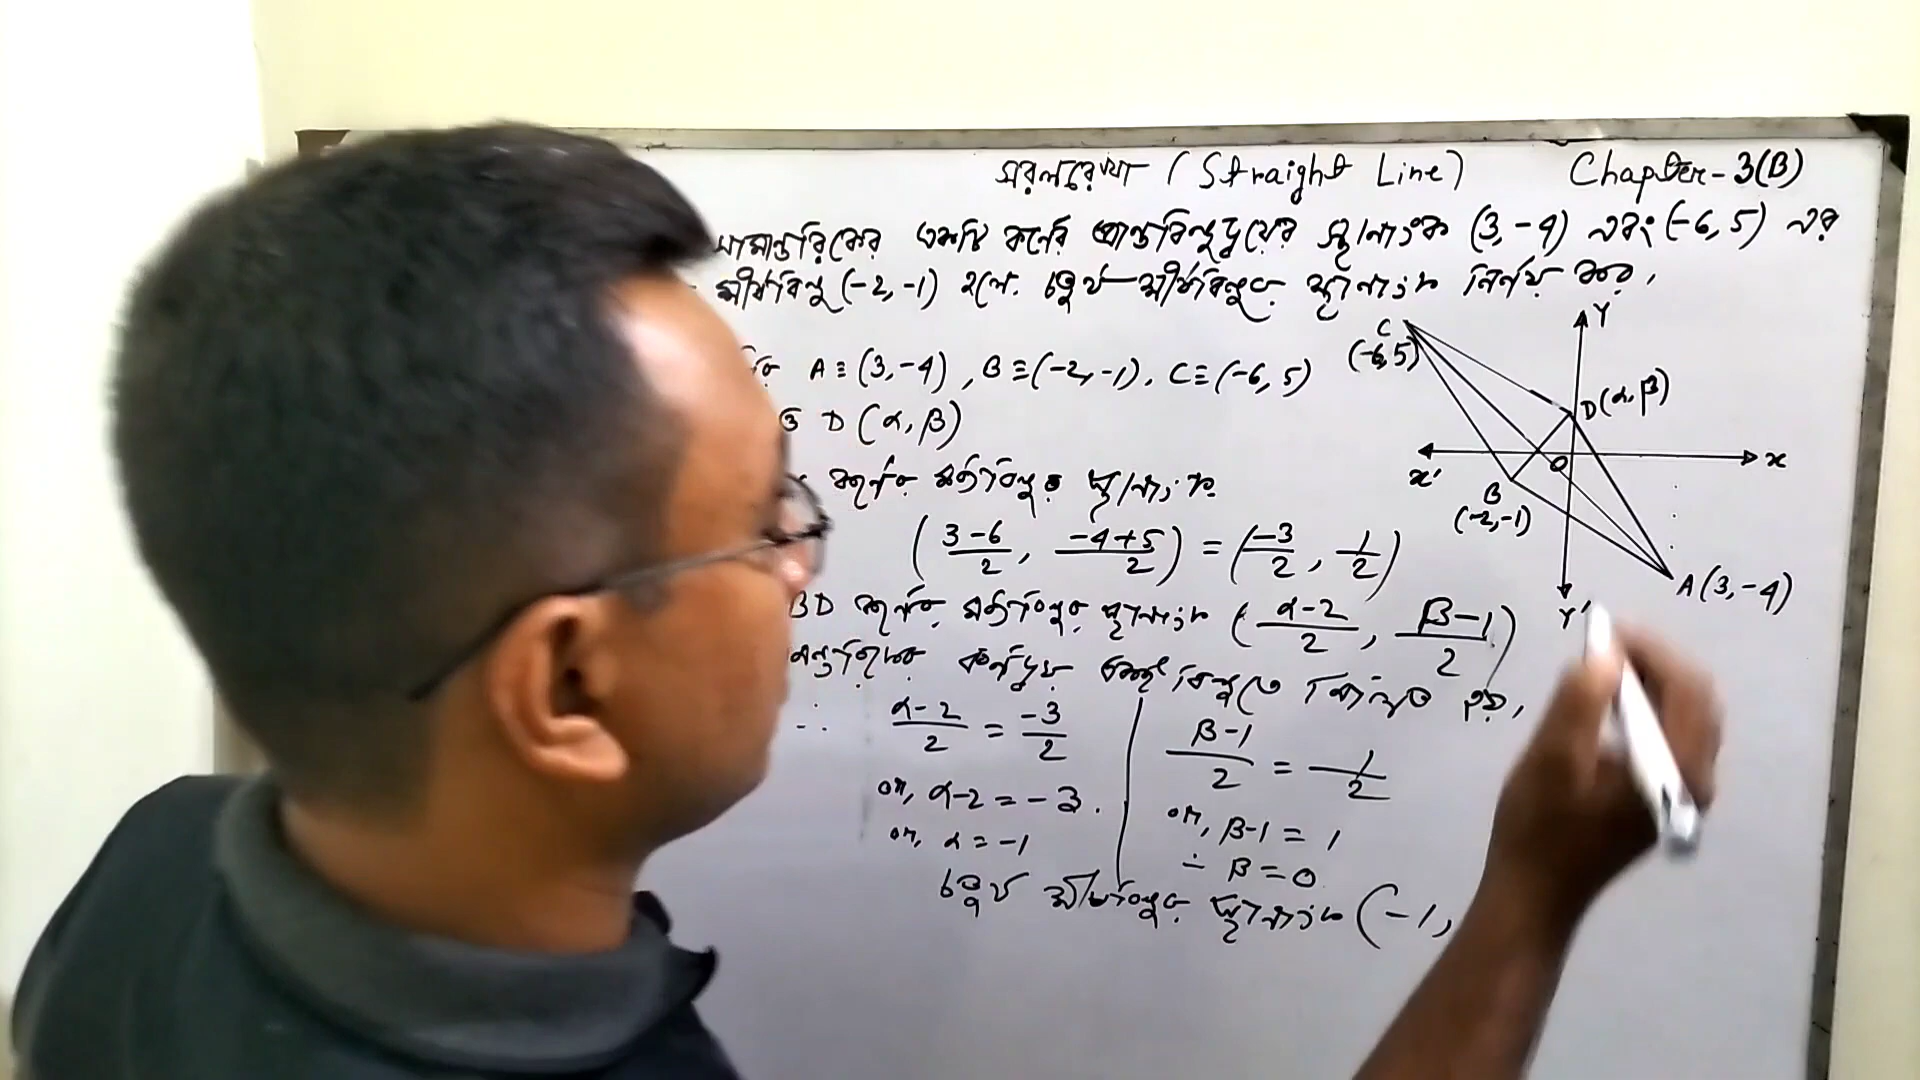 সরলরেখা (Straight Line) Chapter-3(B)
সামান্তরিকের একটি কর্ণের প্রান্তবিন্দুদ্বয়ের স্থানাংক (3,-4) এবং (-6,5) এর
শীর্ষবিন্দু (-2,-1) হলে. চতুর্থ শীর্ষবিন্দুর স্থানাংক নির্ণয় কর,
A≡(3,-4), B≡(-2,-1). C≡(-6, 5)
ও D(α,β)
কর্ণের মধ্যবিন্দুর স্থানাংক
(3-6/2, -4+5/2) = (-3/2, 1/2)
BD কর্ণের মধ্যবিন্দুর স্থানাংক (α-2/2, β-1/2)
কর্ণদ্বয় একই বিন্দুতে মিলিত হয়,
∴ α-2/2 = -3/2
or, α-2 = -3.
or, α = -1
β-1/2 = 1/2
or, β-1 = 1
∴ β = 0
চতুর্থ শীর্ষবিন্দুর স্থানাংক (-1,
Y
C
(-6,5)
D(α,β)
x' O x
B
(-2,-1)
A(3,-4)
Y'